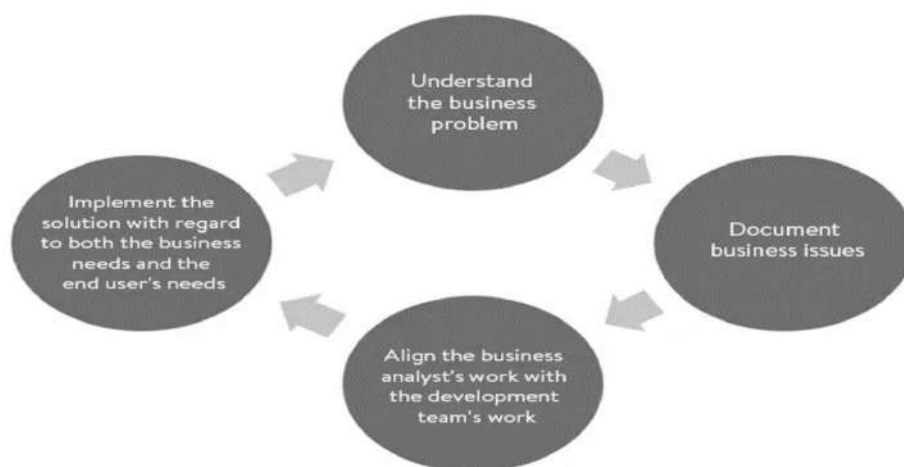 Understand
the business
problem
Document
business issues
Align the business
analyst's work with
the development
team's work
Implement the
solution with regard
to both the business
needs and the
end user's needs